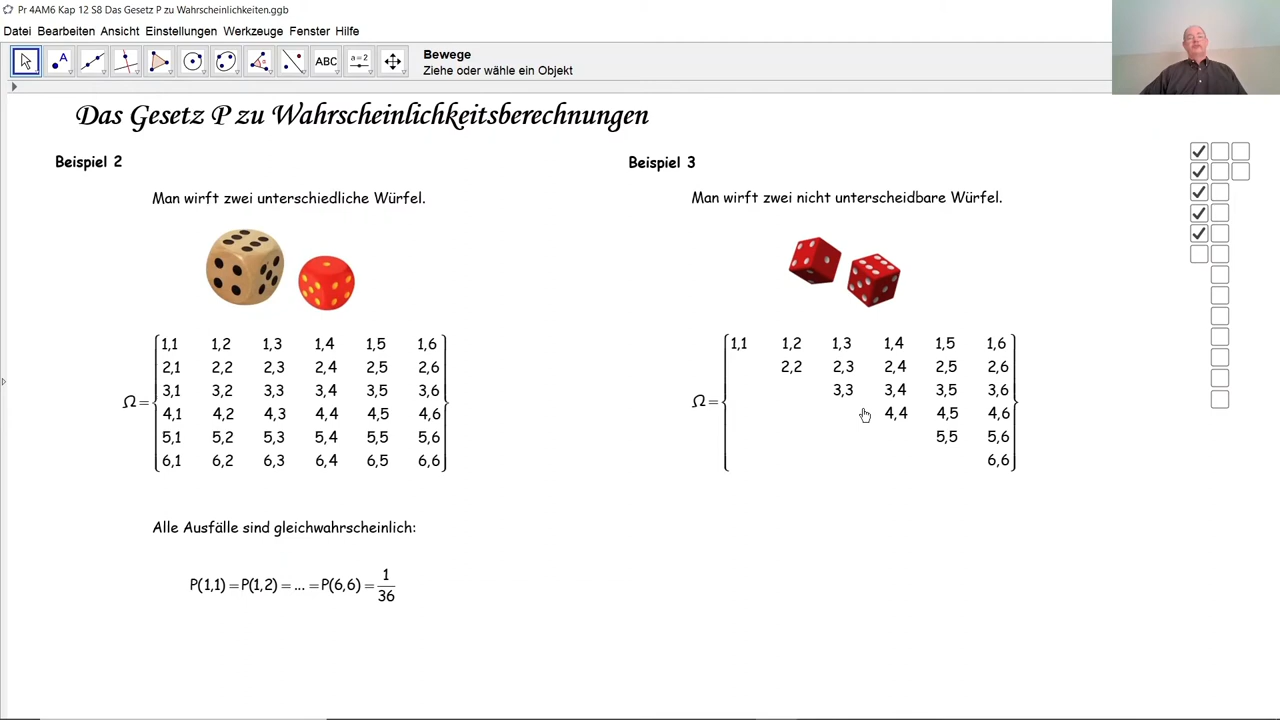 Pr 4AM6 Kap 12 S8 Das Gesetz P zu Wahrscheinlichkeiten.ggb
Datei Bearbeiten Ansicht Einstellungen Werkzeuge Fenster Hilfe
A
ABC
a=2
Bewege
Ziehe oder wähle ein Objekt
Das Gesetz P zu Wahrscheinlichkeitsberechnungen
Beispiel 2
Man wirft zwei unterschiedliche Würfel.
Ω= { 1,1 1,2 1,3 1,4 1,5 1,6
2,1 2,2 2,3 2,4 2,5 2,6
3,1 3,2 3,3 3,4 3,5 3,6
4,1 4,2 4,3 4,4 4,5 4,6
5,1 5,2 5,3 5,4 5,5 5,6
6,1 6,2 6,3 6,4 6,5 6,6 }
Alle Ausfälle sind gleichwahrscheinlich:
P(1,1) = P(1,2) = ... = P(6,6) = 1/36
Beispiel 3
Man wirft zwei nicht unterscheidbare Würfel.
Ω= { 1,1 1,2 1,3 1,4 1,5 1,6
2,2 2,3 2,4 2,5 2,6
3,3 3,4 3,5 3,6
4,4 4,5 4,6
5,5 5,6
6,6 }